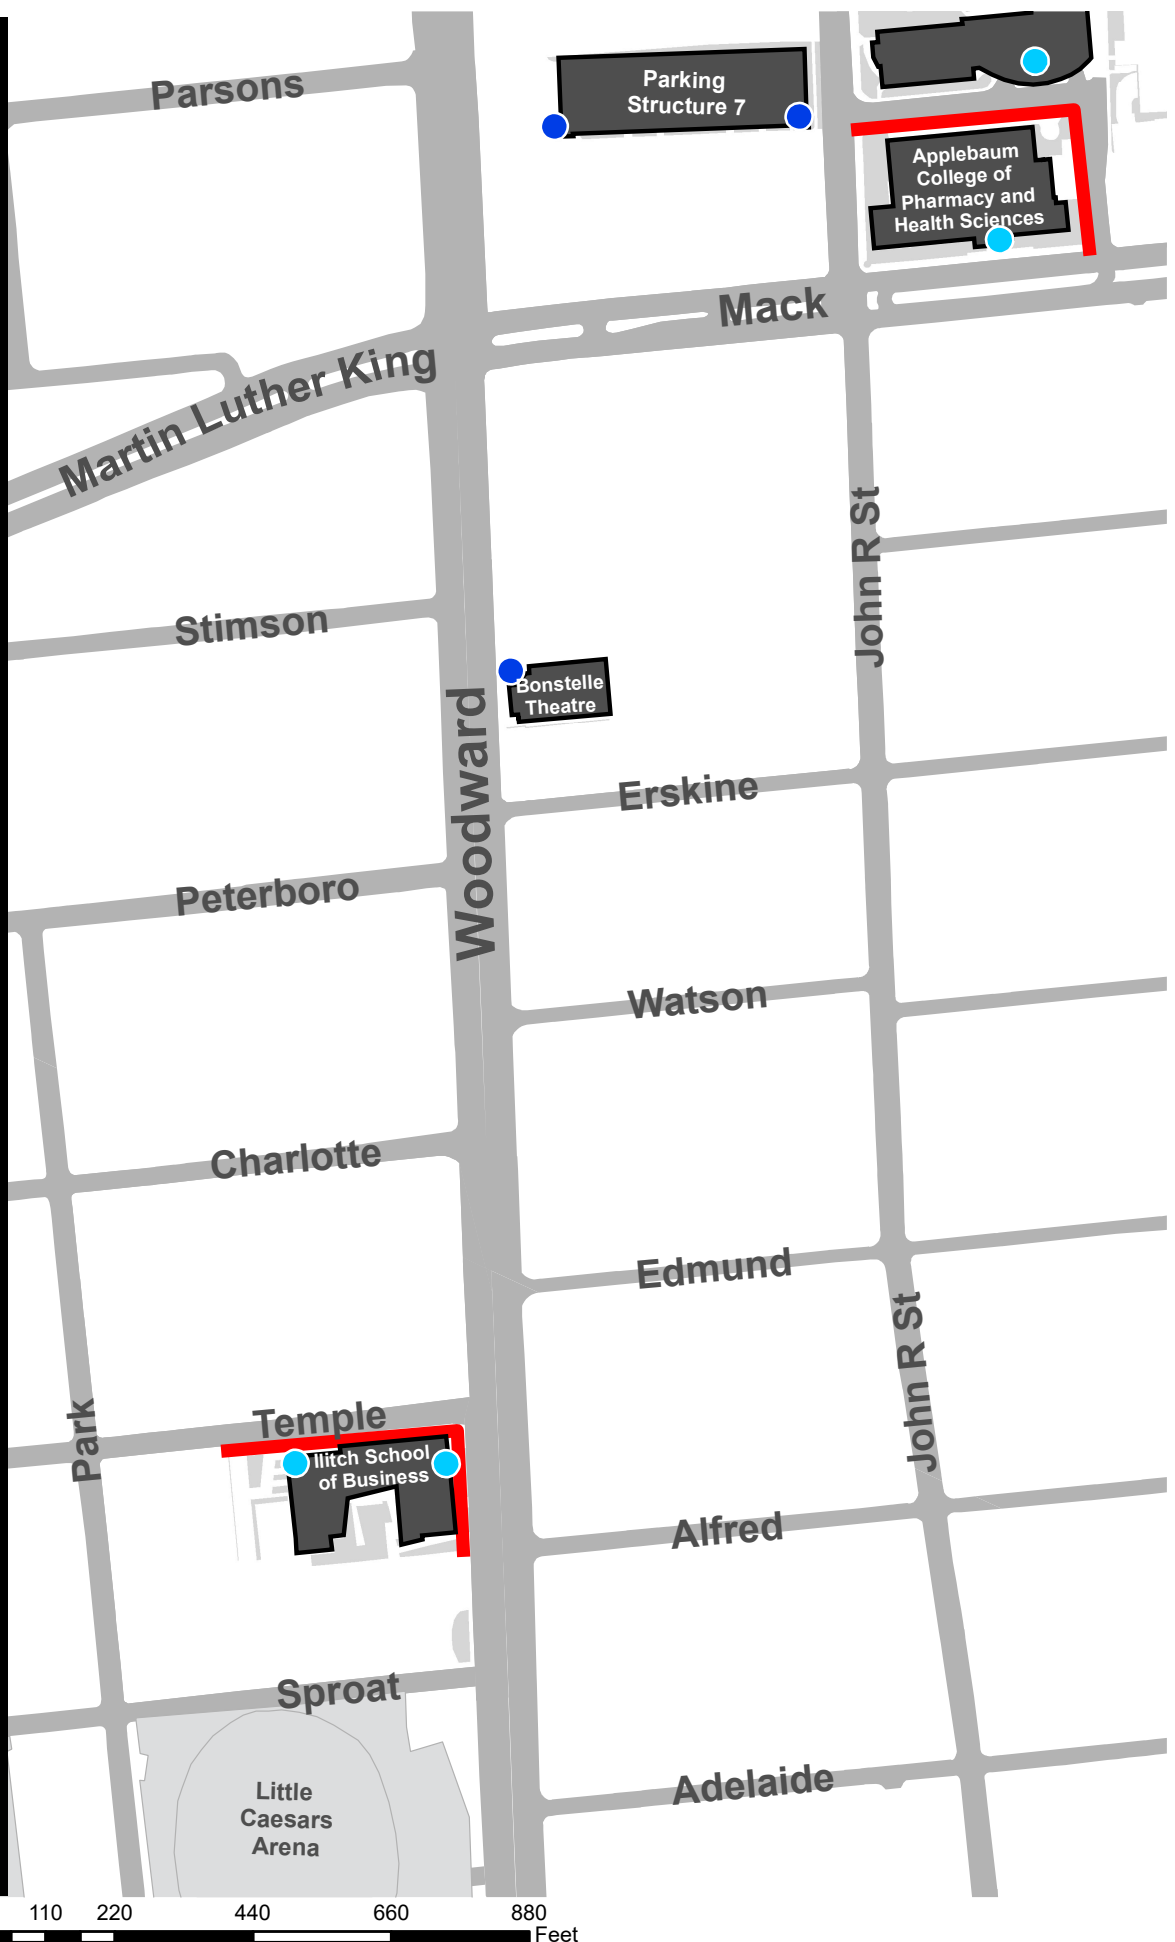 Parsons
Parking
Structure 7
Applebaum
College of
Pharmacy and
Health Sciences
Mack
Martin Luther King
John R St
Stimson
Bonstelle
Theatre
Woodward
Erskine
Peterboro
Watson
Charlotte
Edmund
John R St
Park
Temple
Ilitch School
of Business
Alfred
Sproat
Adelaide
Little
Caesars
Arena
110 220 440 660 880
Feet